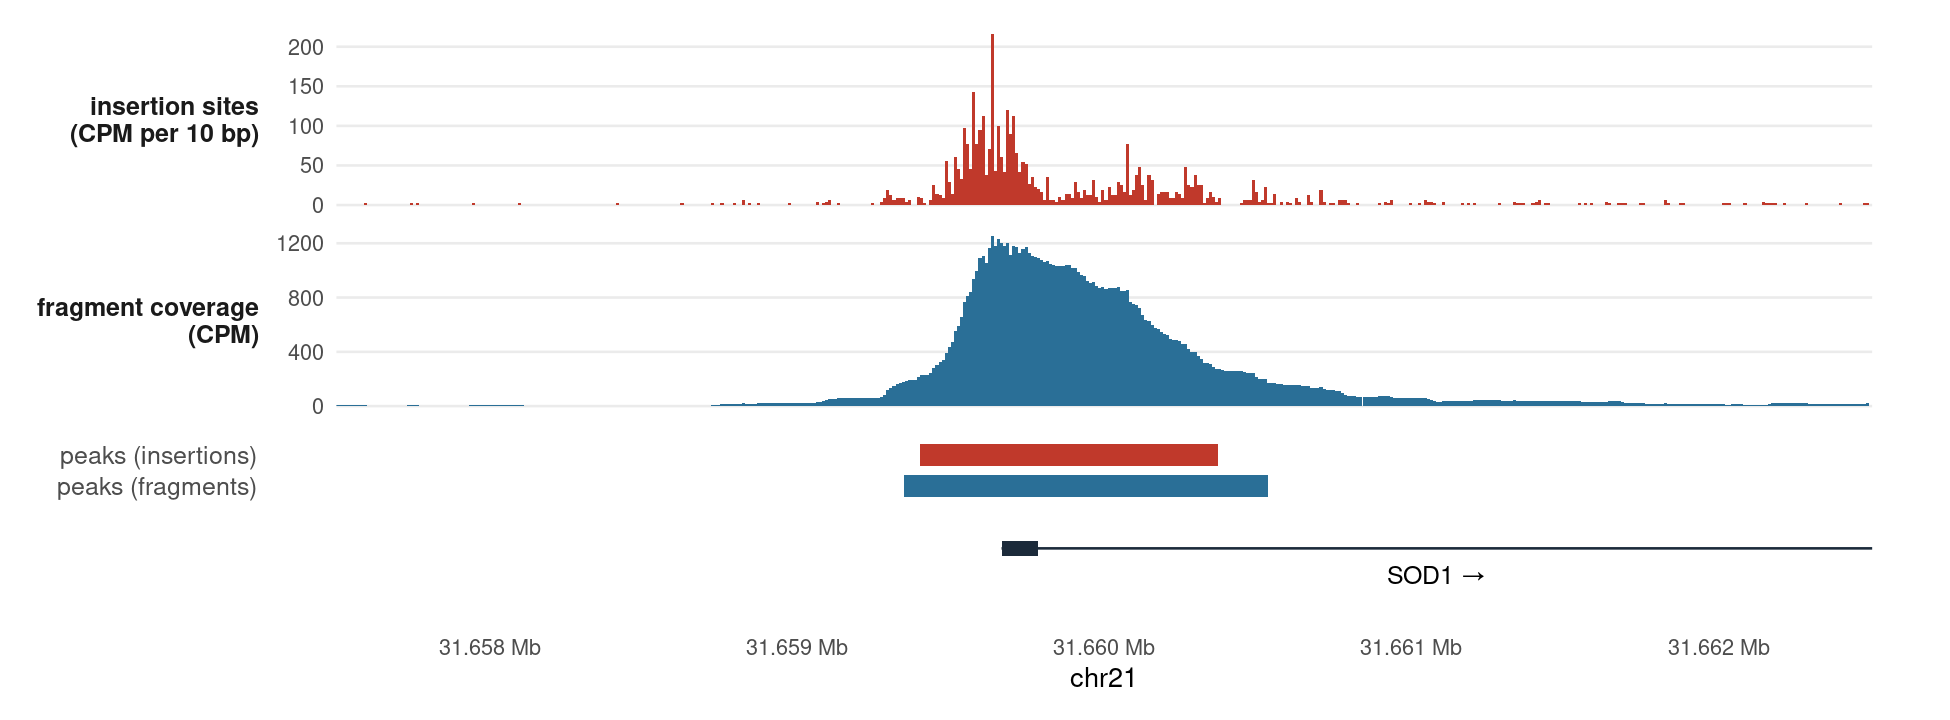 200
150
100
50
0
insertion sites
(CPM per 10 bp)
1200
800
400
0
fragment coverage
(CPM)
peaks (insertions)
peaks (fragments)
SOD1 →
31.658 Mb 31.659 Mb 31.660 Mb 31.661 Mb 31.662 Mb
chr21